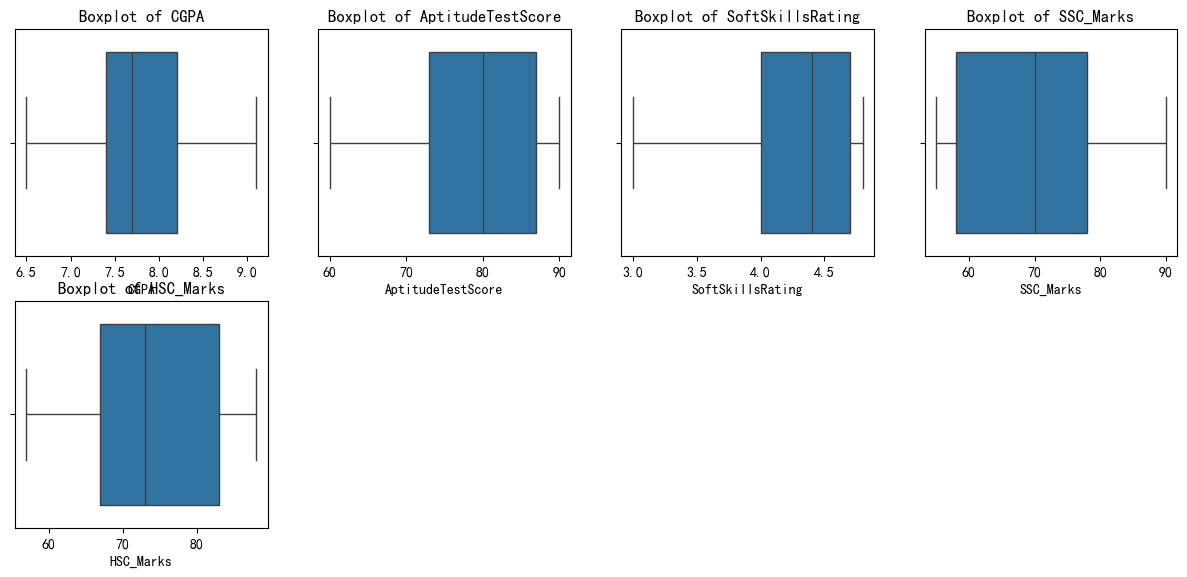 Boxplot of CGPA
6.5 7.0 7.5 8.0 8.5 9.0
CGPA
Boxplot of AptitudeTestScore
60 70 80 90
AptitudeTestScore
Boxplot of SoftSkillsRating
3.0 3.5 4.0 4.5
SoftSkillsRating
Boxplot of SSC_Marks
60 70 80 90
SSC_Marks
Boxplot of HSC_Marks
60 70 80
HSC_Marks